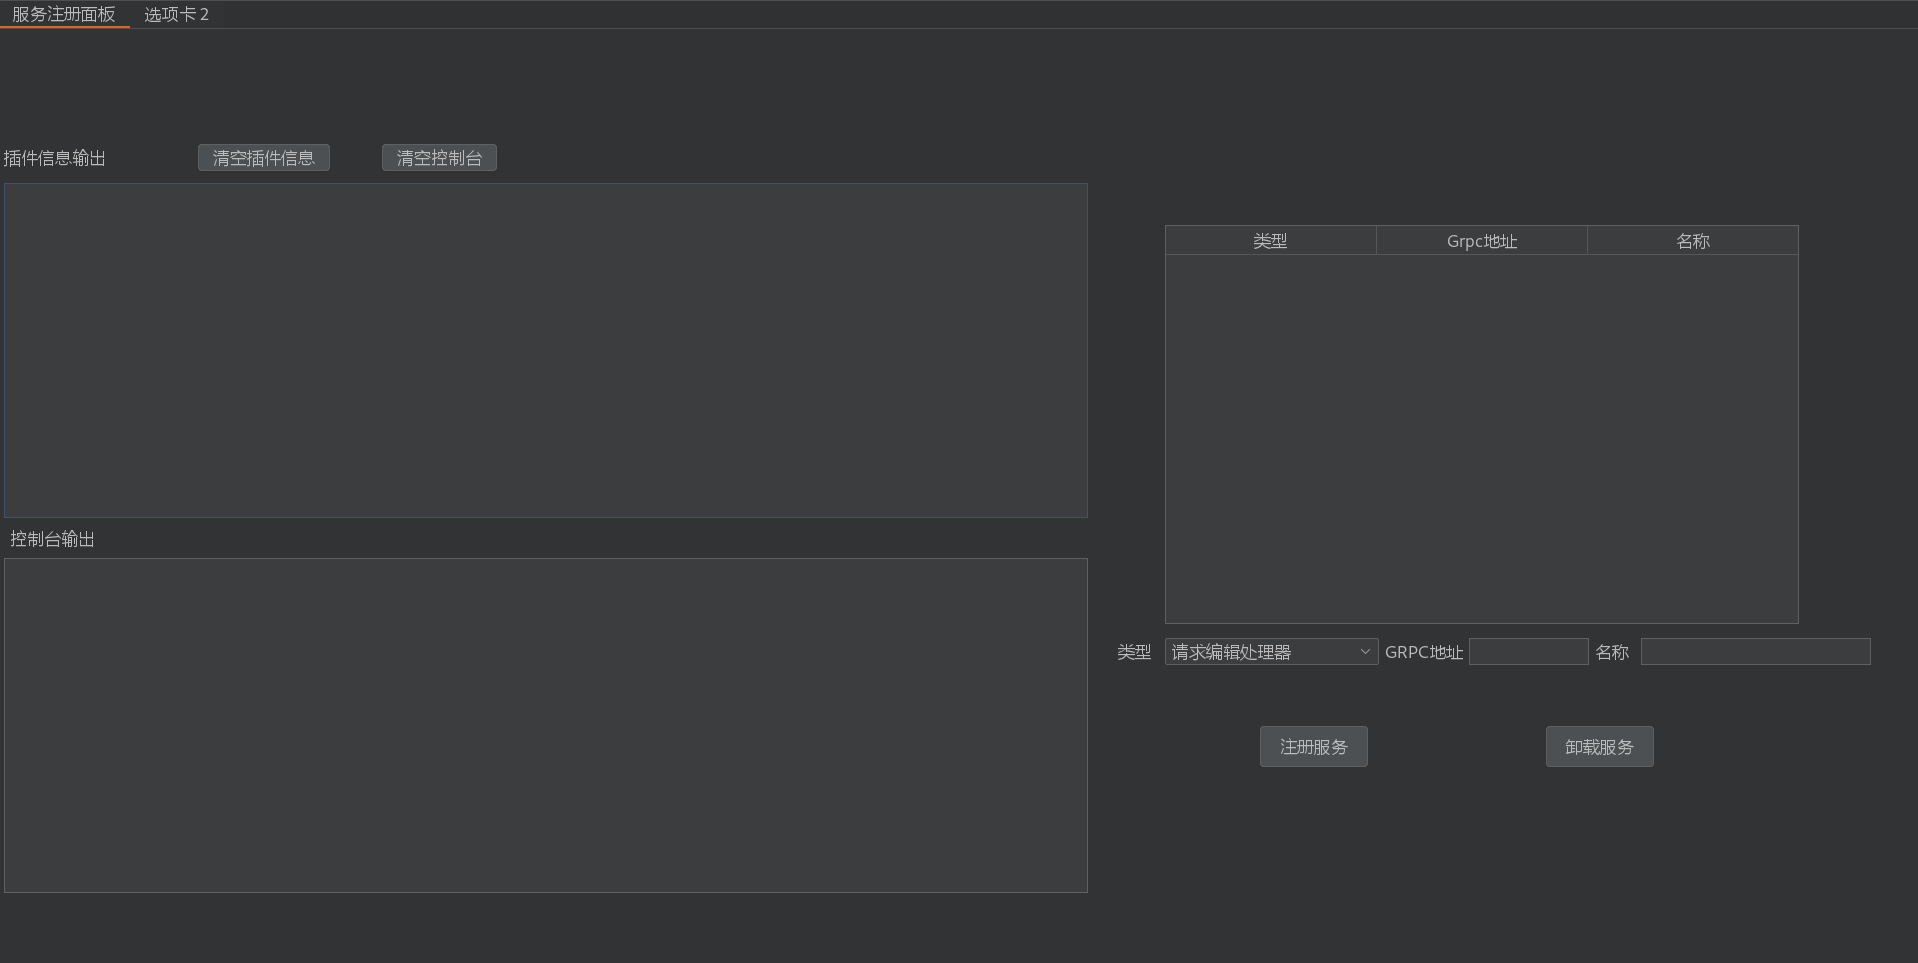 服务注册面板 选项卡 2
插件信息输出 清空插件信息 清空控制台
类型 Grpc地址 名称
控制台输出
类型 请求编辑处理器 GRPC地址 名称
注册服务 卸载服务